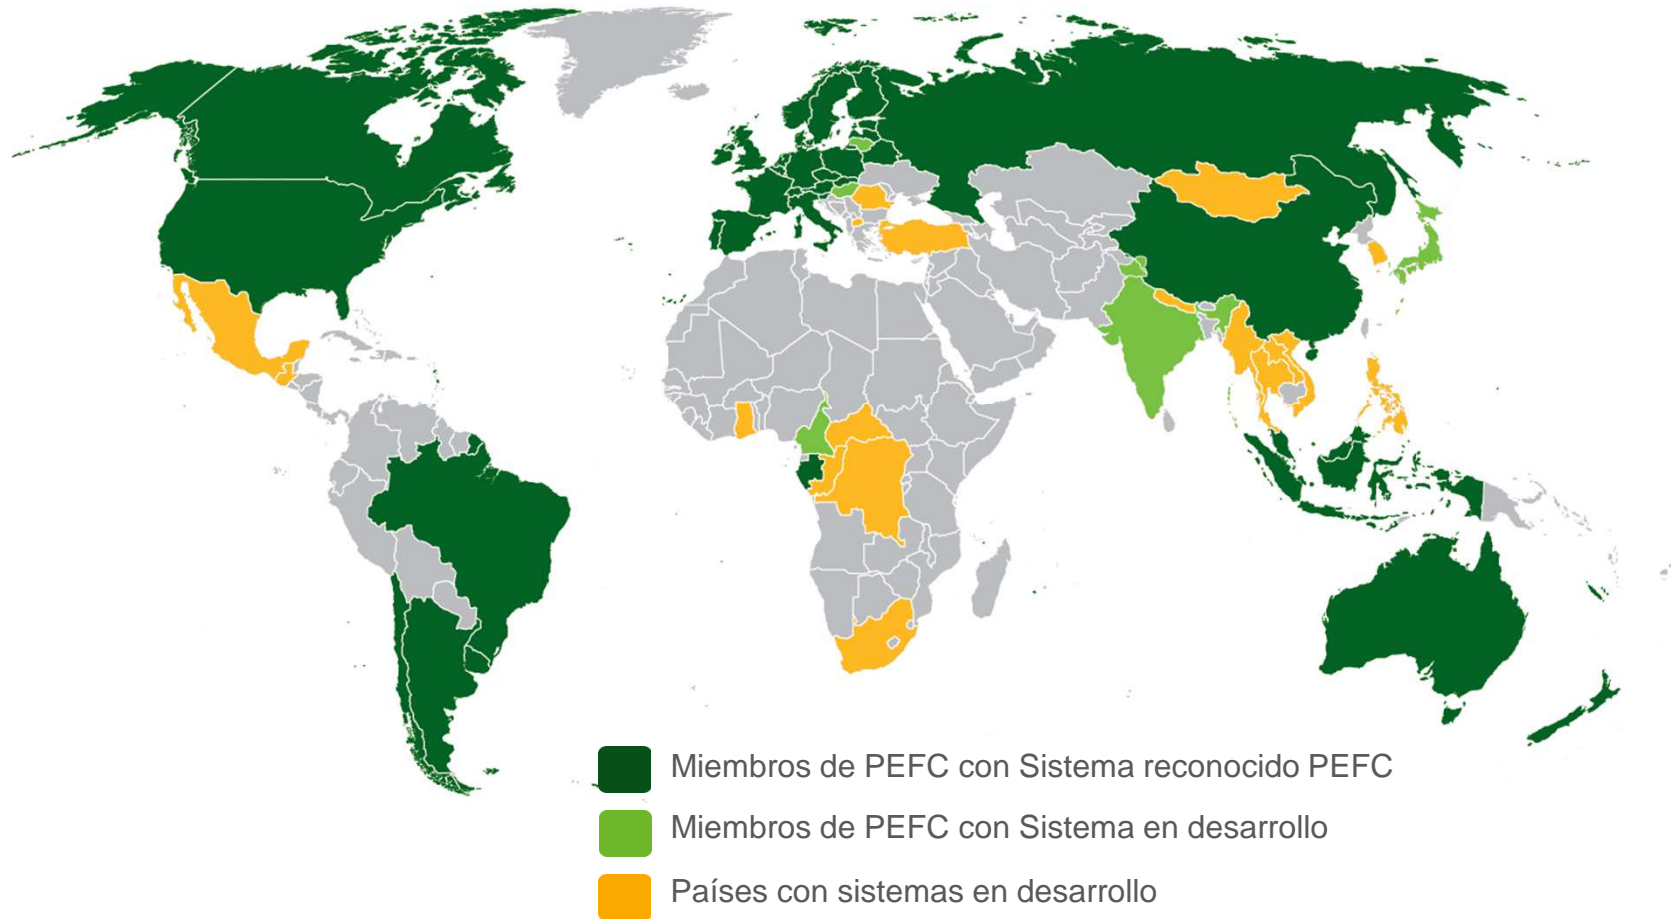 Miembros de PEFC con Sistema reconocido PEFC
Miembros de PEFC con Sistema en desarrollo
Países con sistemas en desarrollo